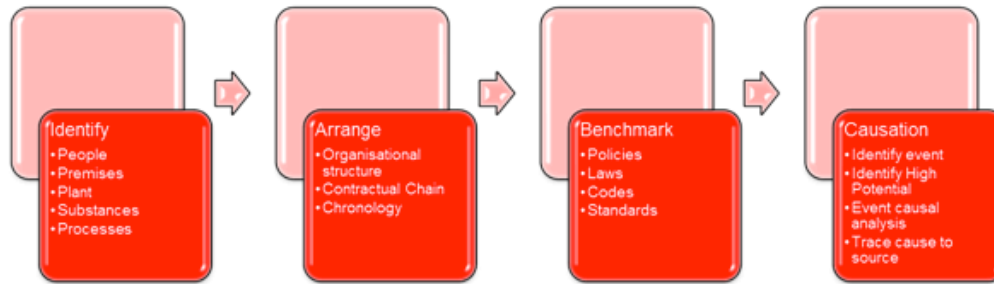 Identify
•People
•Premises
•Plant
•Substances
•Processes
Arrange
•Organisational
structure
•Contractual Chain
•Chronology
Benchmark
•Policies
•Laws
•Codes
•Standards
Causation
•Identify event
•Identify High
Potential
•Event causal
analysis
•Trace cause to
source